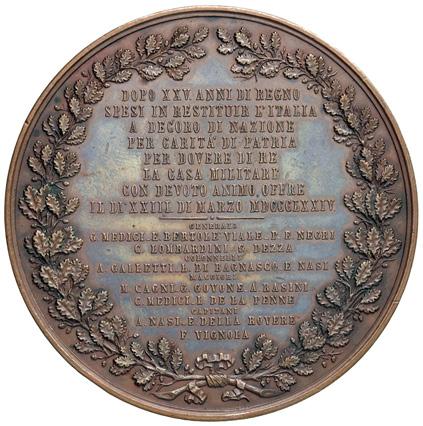 DOPO XXV. ANNI DI REGNO
SPESI IN RESTITUIR L'ITALIA
A DECORO DI NAZIONE
PER CARITÀ DI PATRIA
PER DOVERE DI RE
LA CASA MILITARE
CON DEVOTO ANIMO, OFFRE
IL DÌ XXIII. DI MARZO MDCCCLXXIV.
GENERALI
G. MEDICI. E. BERTOLÈ VIALE. P. F. NEGRI
C. LOMBARDINI. G. DEZZA
COLONNELLI
A. GALLETTI. E. DI BAGNASCO. E. NASI
MAGGIORI
M. CAGNI. G. GOVONE. A. RASINI
G. MEDICI. I. DE LA PENNE
CAPITANI
A. NASI. E. DELLA ROVERE
F. VIGNOLA